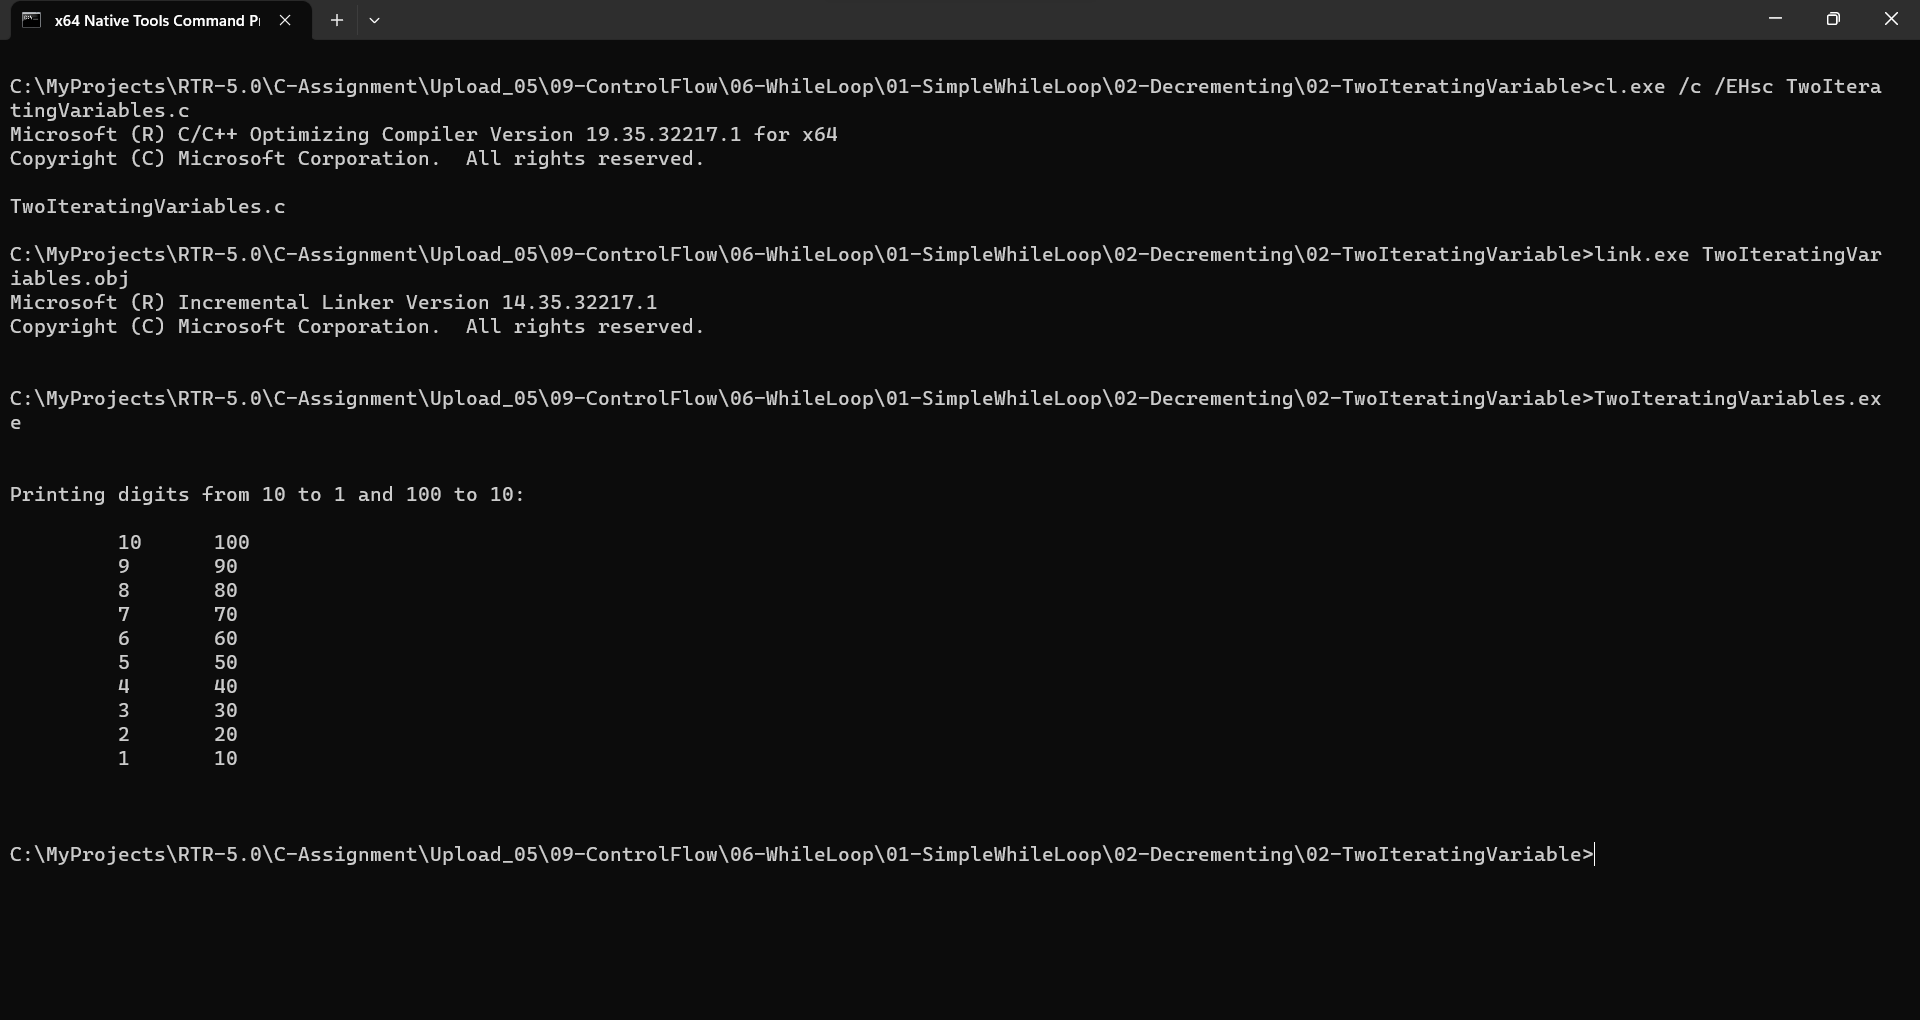 x64 Native Tools Command P
C:\MyProjects\RTR-5.0\C-Assignment\Upload_05\09-ControlFlow\06-WhileLoop\01-SimpleWhileLoop\02-Decrementing\02-TwoIteratingVariable>cl.exe /c /EHsc TwoItera
tingVariables.c
Microsoft (R) C/C++ Optimizing Compiler Version 19.35.32217.1 for x64
Copyright (C) Microsoft Corporation.  All rights reserved.
TwoIteratingVariables.c
C:\MyProjects\RTR-5.0\C-Assignment\Upload_05\09-ControlFlow\06-WhileLoop\01-SimpleWhileLoop\02-Decrementing\02-TwoIteratingVariable>link.exe TwoIteratingVar
iables.obj
Microsoft (R) Incremental Linker Version 14.35.32217.1
Copyright (C) Microsoft Corporation.  All rights reserved.
C:\MyProjects\RTR-5.0\C-Assignment\Upload_05\09-ControlFlow\06-WhileLoop\01-SimpleWhileLoop\02-Decrementing\02-TwoIteratingVariable>TwoIteratingVariables.ex
e
Printing digits from 10 to 1 and 100 to 10:
10 100
9 90
8 80
7 70
6 60
5 50
4 40
3 30
2 20
1 10
C:\MyProjects\RTR-5.0\C-Assignment\Upload_05\09-ControlFlow\06-WhileLoop\01-SimpleWhileLoop\02-Decrementing\02-TwoIteratingVariable>